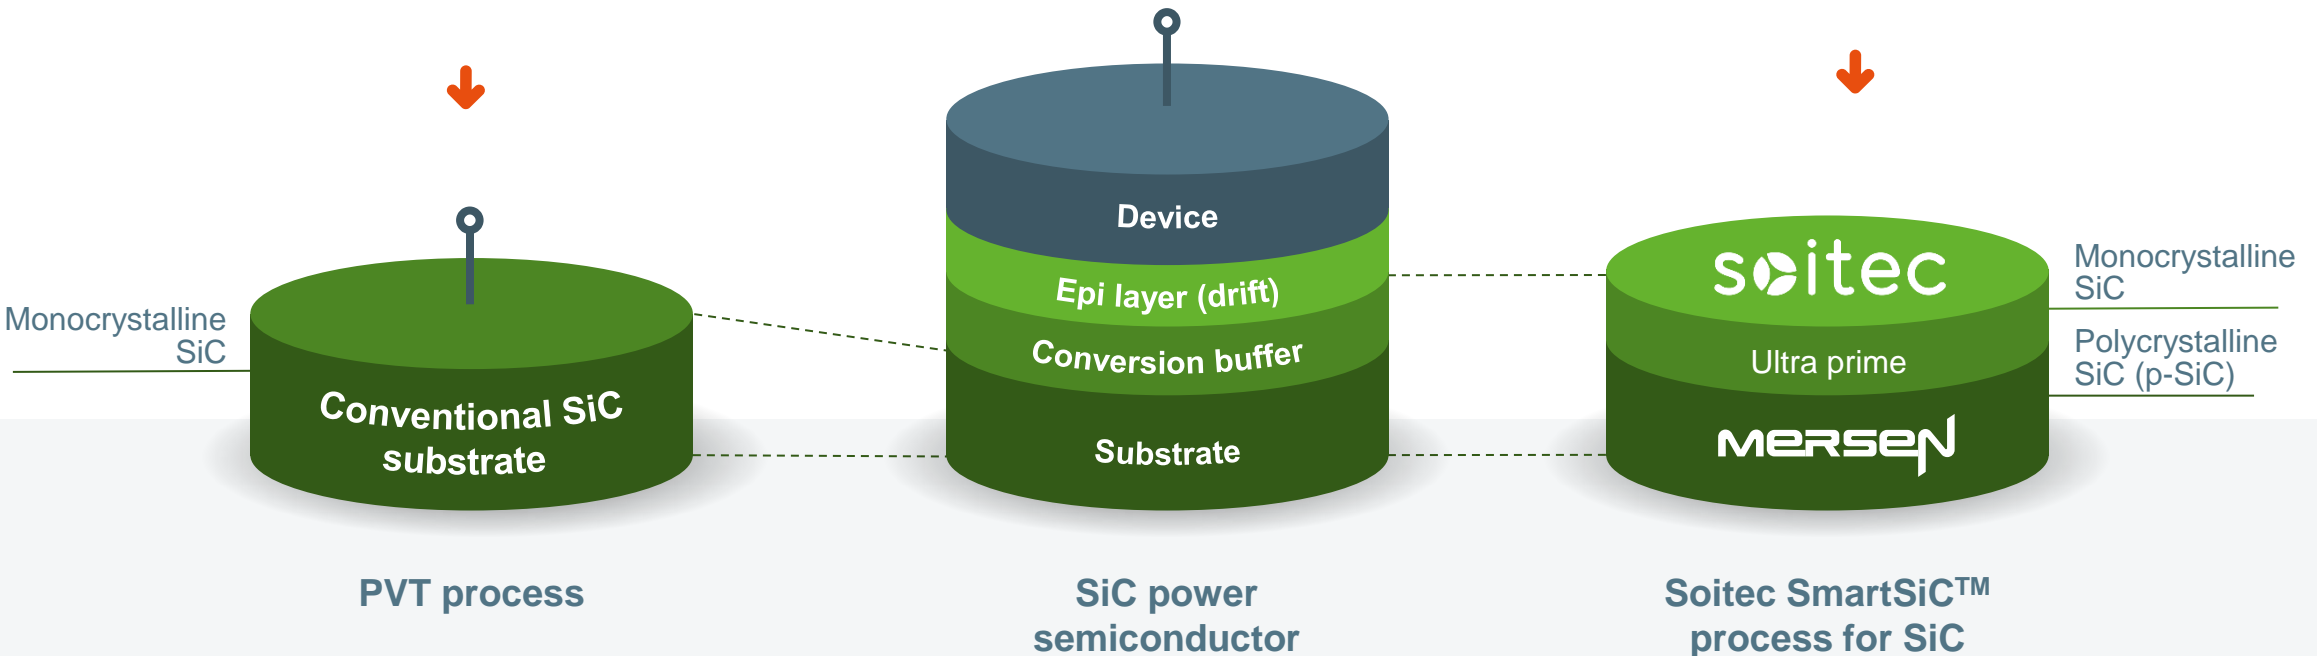 Monocrystalline
SiC
Conventional SiC
substrate
PVT process
Device
Epi layer (drift)
Conversion buffer
Substrate
SiC power
semiconductor
soitec
Ultra prime
MERSEN
Monocrystalline
SiC
Polycrystalline
SiC (p-SiC)
Soitec SmartSiC™
process for SiC